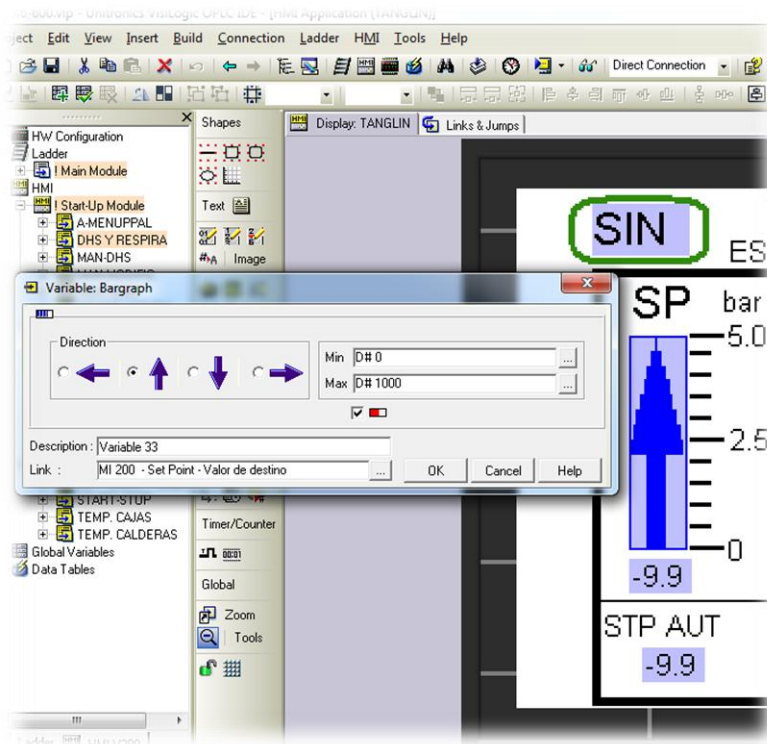 -600.vlp - Unitronics VisiLogic OPLC IDE - [HMI Application (TANGLIN)]
ject Edit View Insert Build Connection Ladder HMI Tools Help
Direct Connection
HW Configuration
Ladder
! Main Module
HMI
! Start-Up Module
A-MENUPPAL
DHS Y RESPIRA
MAN-DHS
Shapes
Text
Image
Display: TANGLIN
Links & Jumps
SIN
ES
SP bar
5.0
2.5
0
-9.9
STP AUT
-9.9
Variable: Bargraph
Direction
Min D# 0 ...
Max D# 1000 ...
Description : Variable 33
Link : MI 200 - Set Point - Valor de destino ... OK Cancel Help
START-STOP
TEMP. CAJAS
TEMP. CALDERAS
Global Variables
Data Tables
Timer/Counter
Global
Zoom
Tools